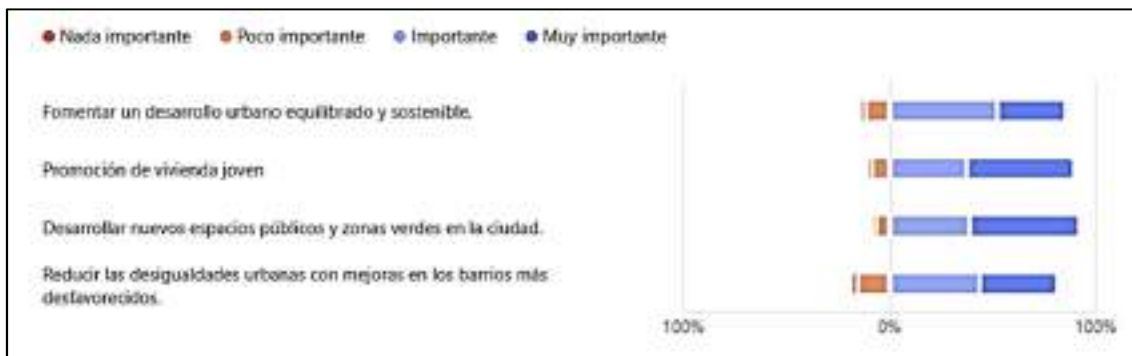 Nada importante Poco importante Importante Muy importante
Fomentar un desarrollo urbano equilibrado y sostenible.
Promoción de vivienda joven
Desarrollar nuevos espacios públicos y zonas verdes en la ciudad.
Reducir las desigualdades urbanas con mejoras en los barrios más
desfavorecidos.
100% 0% 100%